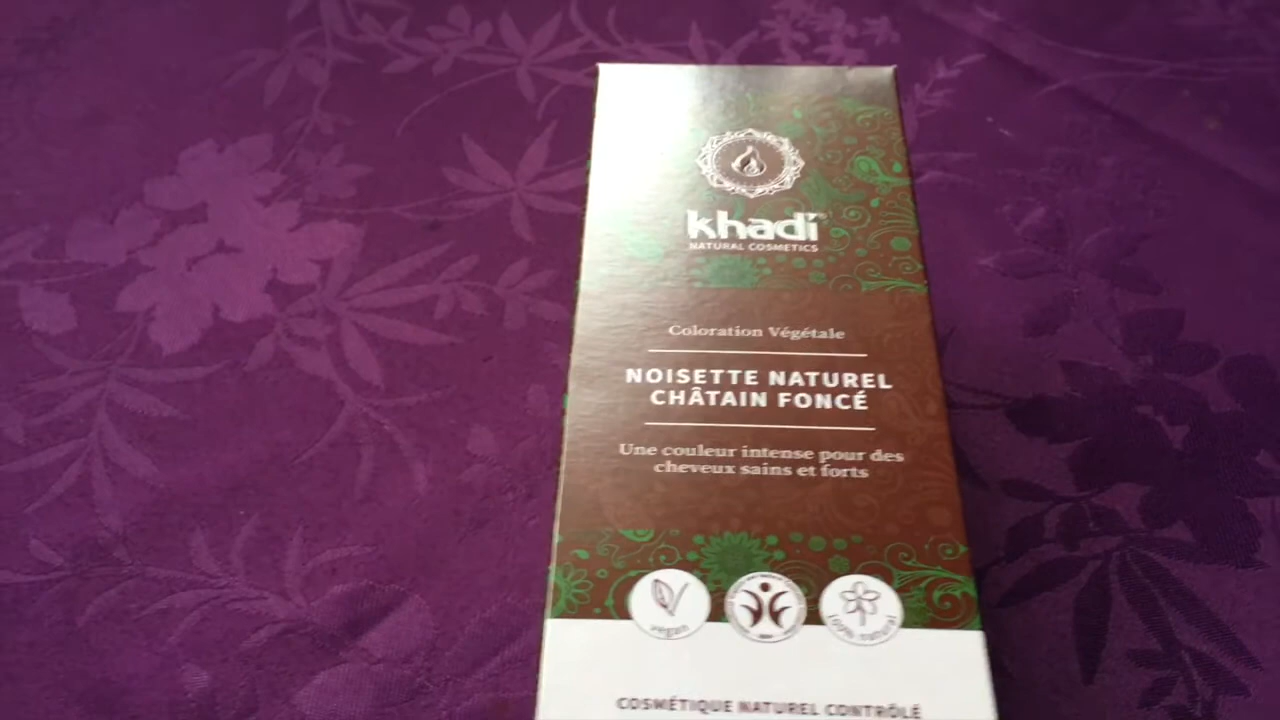 khadi
NATURAL COSMETICS
Coloration Végétale
NOISETTE NATUREL
CHÂTAIN FONCÉ
Une couleur intense pour des
cheveux sains et forts
vegan
100% natural
COSMÉTIQUE NATUREL CONTRÔLÉ